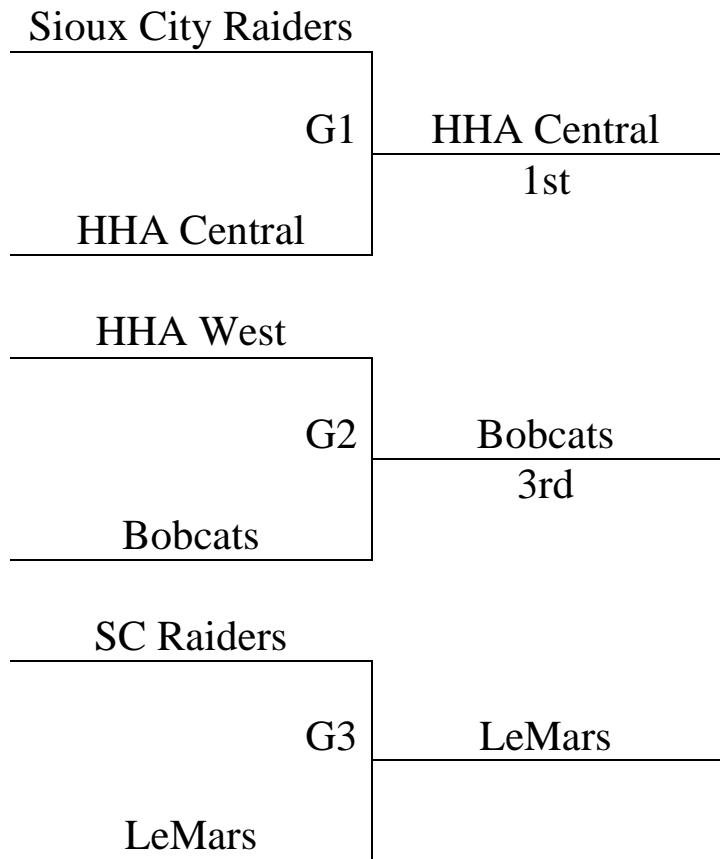 Sioux City Raiders
G1
HHA Central
1st
HHA Central
HHA West
G2
Bobcats
3rd
Bobcats
SC Raiders
G3
LeMars
LeMars